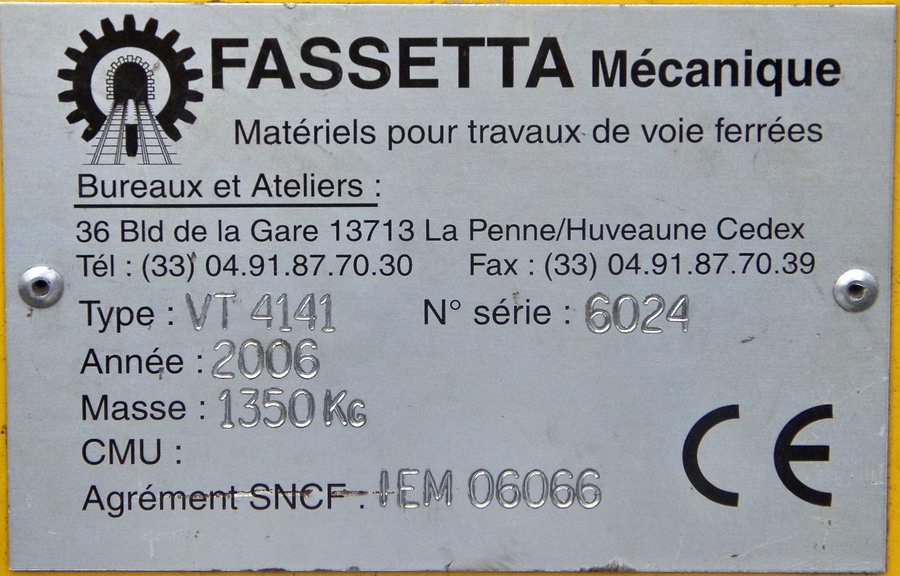 FASSETTA Mécanique
Matériels pour travaux de voie ferrées
Bureaux et Ateliers :
36 Bld de la Gare 13713 La Penne/Huveaune Cedex
Tél : (33) 04.91.87.70.30 Fax : (33) 04.91.87.70.39
Type : VT 4141 N° série : 6024
Année : 2006
Masse : 1350 KG
CMU :
Agrément SNCF : IEM 06066
CE